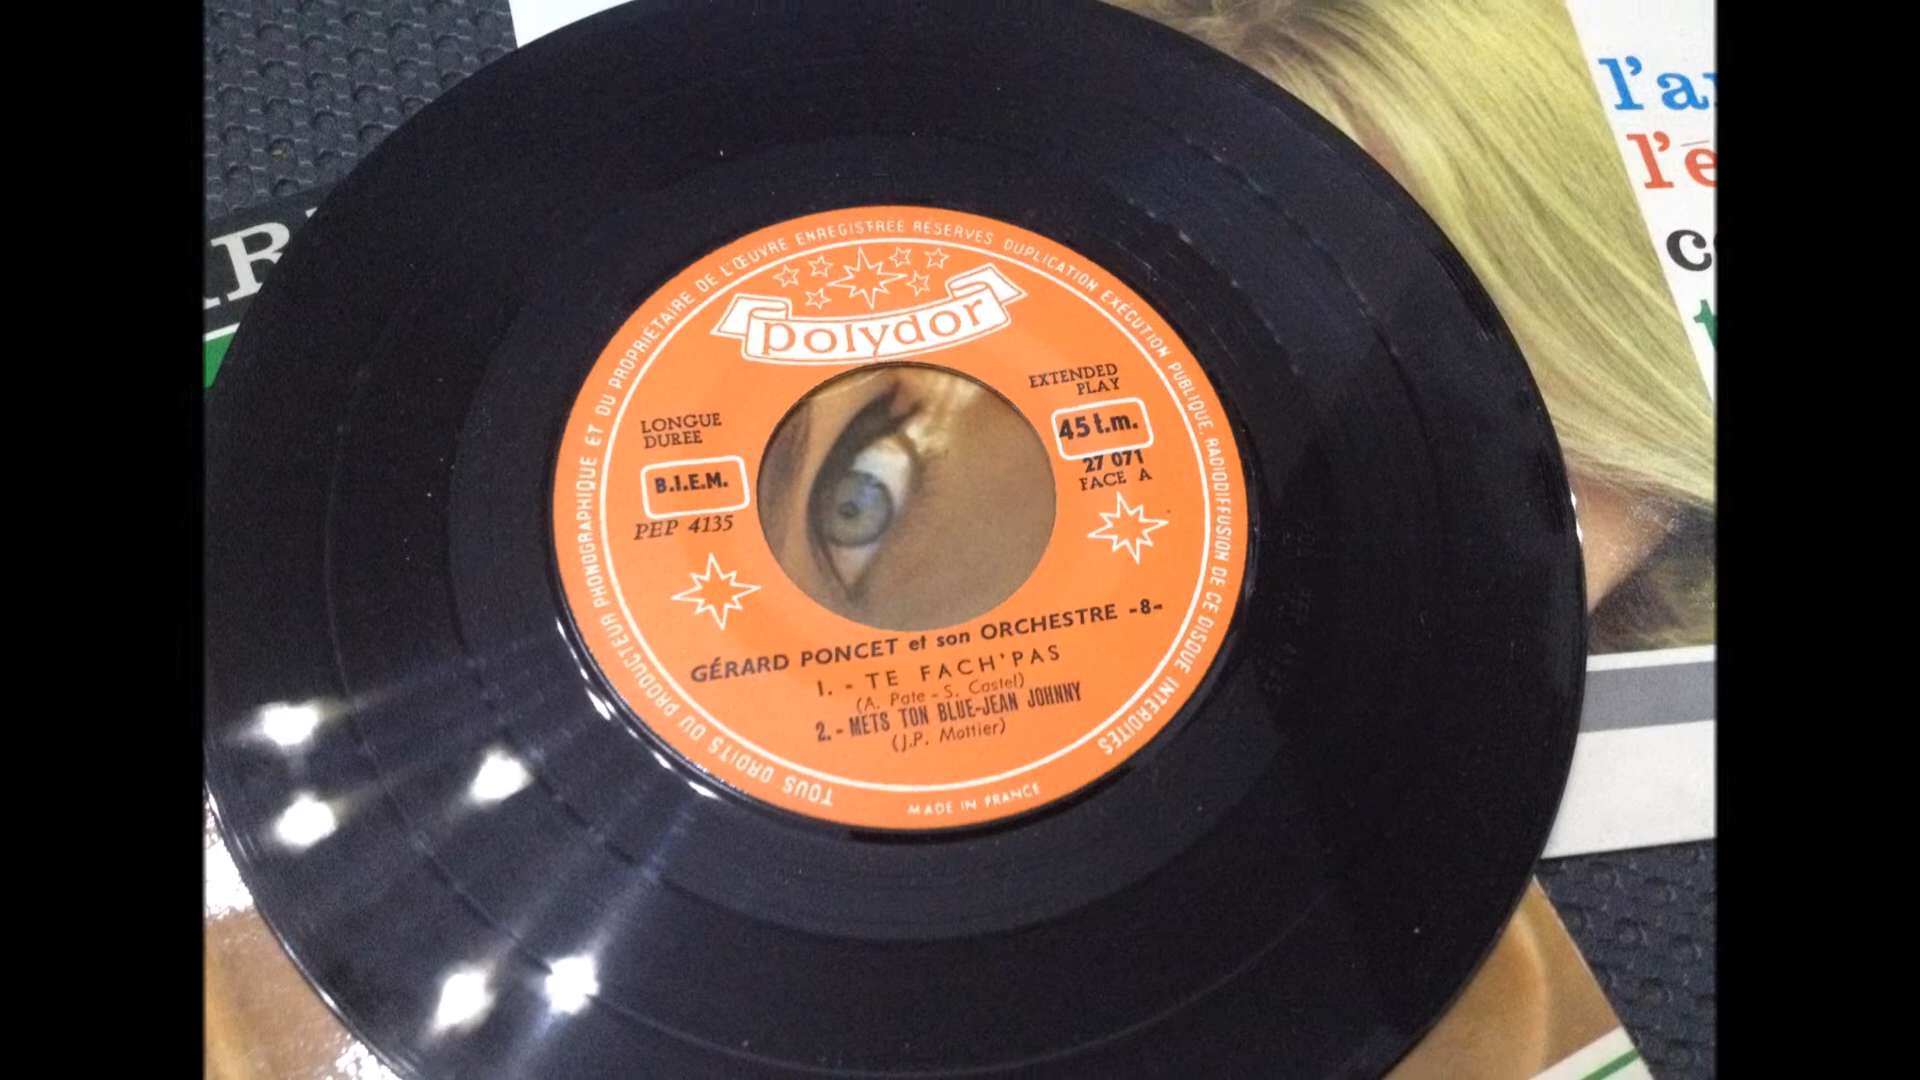 TOUS DROITS DU PRODUCTEUR PHONOGRAPHIQUE ET DU PROPRIÉTAIRE DE L'ŒUVRE ENREGISTREE RÉSERVES DUPLICATION EXÉCUTION PUBLIQUE, RADIODIFFUSION DE CE DISQUE INTERDITES
polydor
LONGUE
DUREE
B.I.E.M.
PEP 4135
EXTENDED
PLAY
45 t.m.
27 071
FACE A
GÉRARD PONCET et son ORCHESTRE -8-
1. - TE FACH'PAS
(A. Pate - S. Castel)
2. - METS TON BLUE-JEAN JOHNNY
(J.P. Mottier)
MADE IN FRANCE
l'a
l'é
c